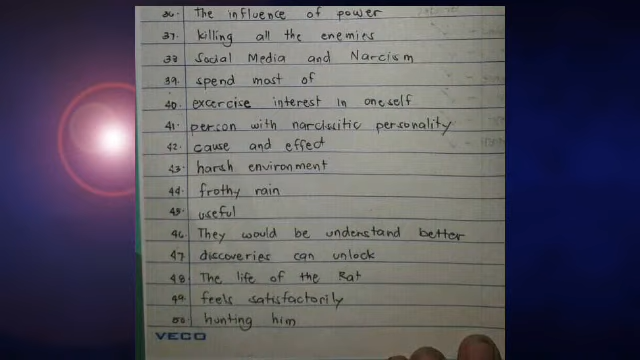 36. The influence of power
37. killing all the enemies
38 Social Media and Narcism
39. spend most of
40. excercise interest in oneself
41. person with narcissitic personality
42. cause and effect
43. harsh environment
44. frothy rain
45. useful
46. They would be understand better
47. discoveries can unlock
48. The life of the Rat
49. feels satisfactorily
50. hunting him
VECO